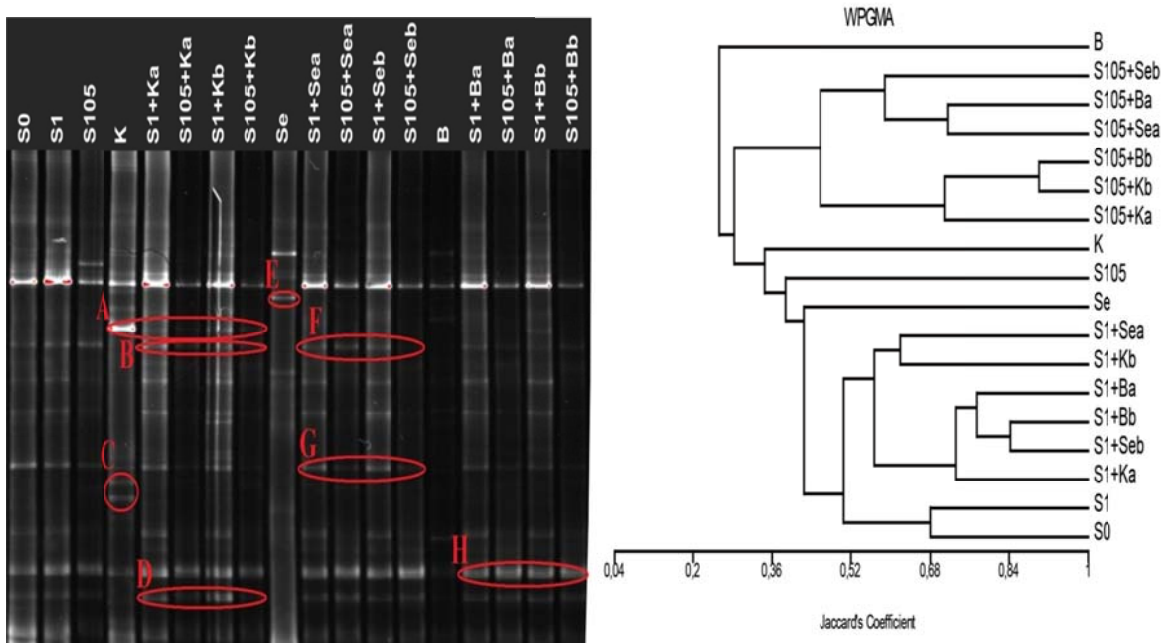 S0
S1
S105
K
S1+Ka
S105+Ka
S1+Kb
S105+Kb
Se
S1+Sea
S105+Sea
S1+Seb
S105+Seb
B
S1+Ba
S105+Ba
S1+Bb
S105+Bb
A
B
C
D
E
F
G
H
WPGMA
B
S105+Seb
S105+Ba
S105+Sea
S105+Bb
S105+Kb
S105+Ka
K
S105
Se
S1+Sea
S1+Kb
S1+Ba
S1+Bb
S1+Seb
S1+Ka
S1
S0
0,04 0,2 0,36 0,52 0,68 0,84 1
Jaccard's Coefficient